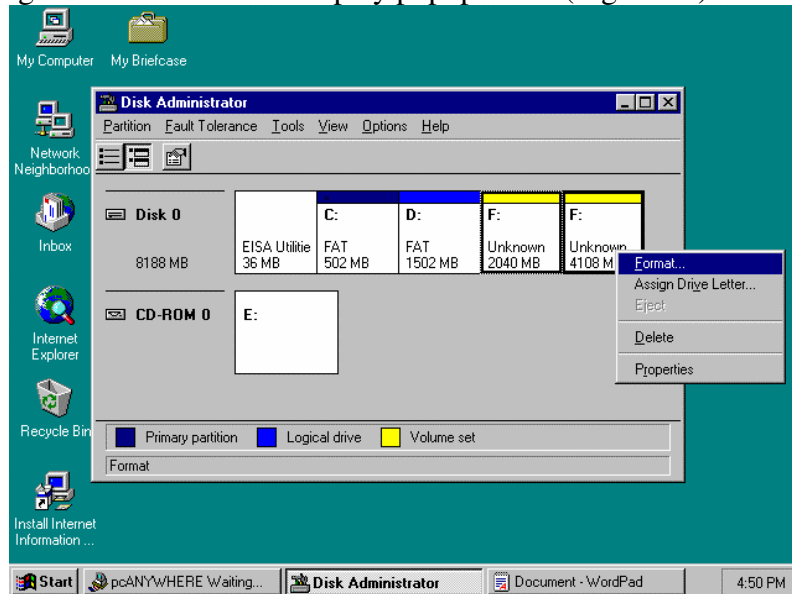 My Computer
My Briefcase
Disk Administrator
Partition Fault Tolerance Tools View Options Help
Network
Neighborhoo
Disk 0
C:
D:
F:
F:
EISA Utilitie
FAT
FAT
Unknown
Unknown
8188 MB
36 MB
502 MB
1502 MB
2040 MB
4108 M
Format...
Assign Drive Letter...
Eject
Delete
Properties
Inbox
CD-ROM 0
E:
Internet
Explorer
Recycle Bin
Primary partition
Logical drive
Volume set
Format
Install Internet
Information ...
Start
pcANYWHERE Waiting...
Disk Administrator
Document - WordPad
4:50 PM